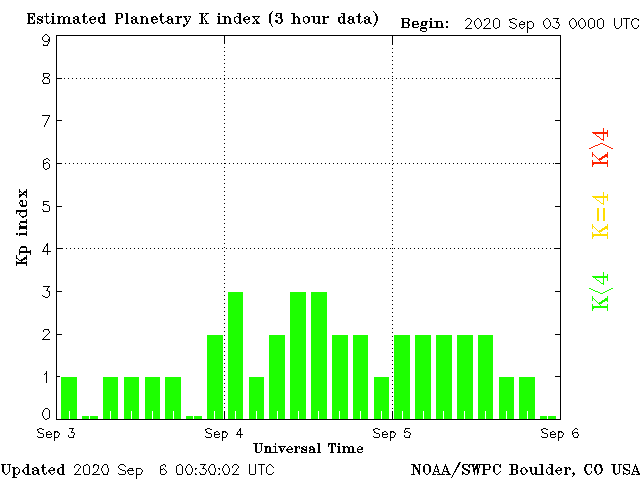 Estimated Planetary K index (3 hour data)
Begin: 2020 Sep 03 0000 UTC
9
8
7
6
5
4
3
2
1
0
Kp index
K>4
K=4
K<4
Sep 3
Sep 4
Sep 5
Sep 6
Universal Time
Updated 2020 Sep 6 00:30:02 UTC
NOAA/SWPC Boulder, CO USA